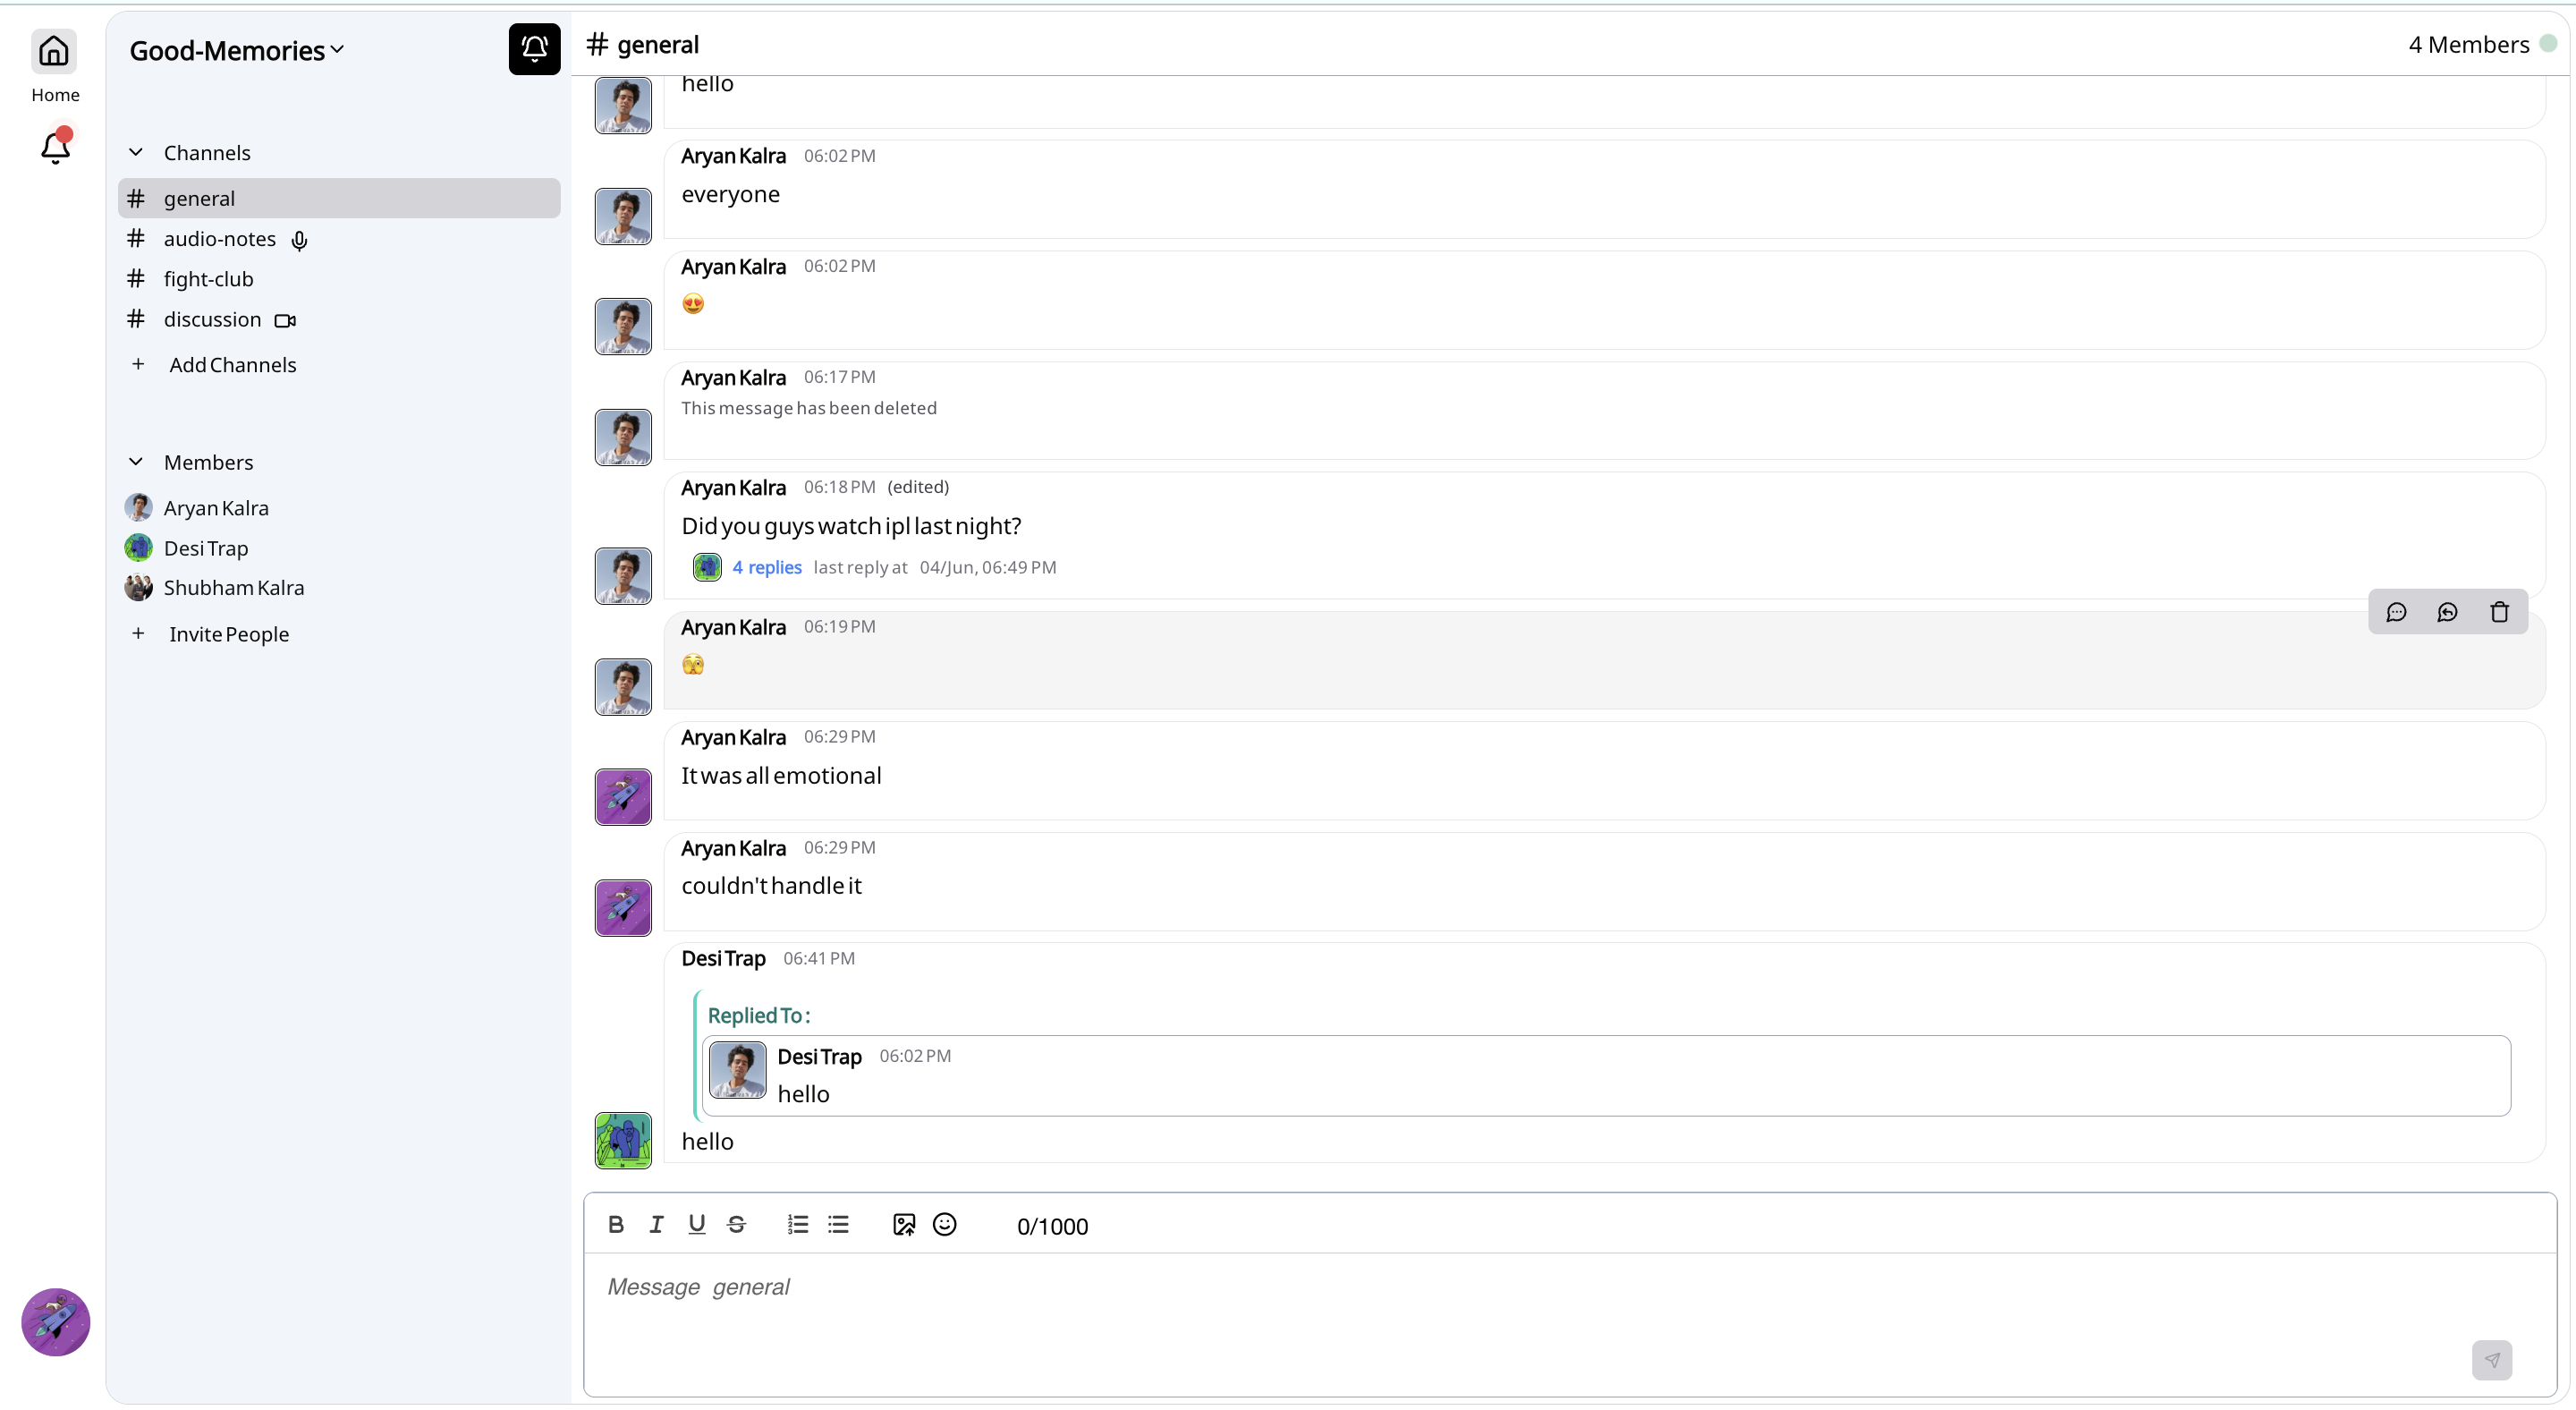 Home
Good-Memories
Channels
# general
# audio-notes
# fight-club
# discussion
+ Add Channels
Members
Aryan Kalra
Desi Trap
Shubham Kalra
+ Invite People
# general
4 Members
hello
Aryan Kalra 06:02 PM
everyone
Aryan Kalra 06:02 PM
😍
Aryan Kalra 06:17 PM
This message has been deleted
Aryan Kalra 06:18 PM (edited)
Did you guys watch ipl last night?
4 replies last reply at 04/Jun, 06:49 PM
Aryan Kalra 06:19 PM
🫣
Aryan Kalra 06:29 PM
It was all emotional
Aryan Kalra 06:29 PM
couldn't handle it
Desi Trap 06:41 PM
Replied To :
Desi Trap 06:02 PM
hello
hello
B I U S 0/1000
Message general